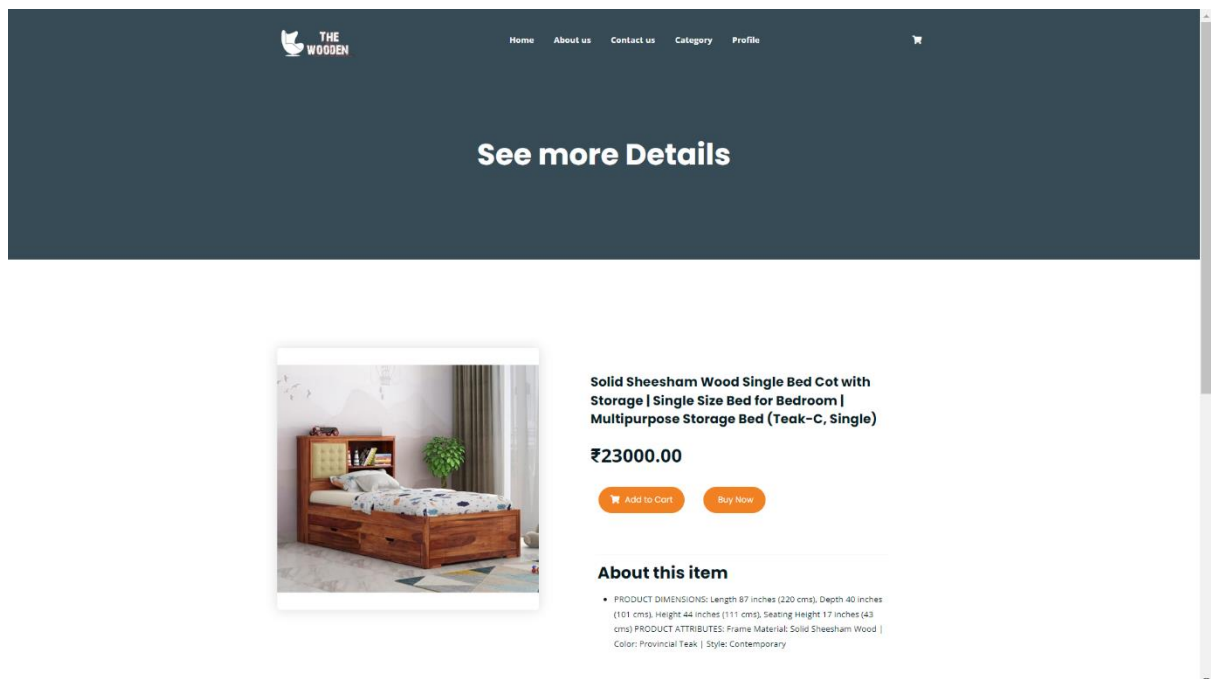 THE
WOODEN
Home About us Contact us Category Profile
See more Details
Solid Sheesham Wood Single Bed Cot with
Storage | Single Size Bed for Bedroom |
Multipurpose Storage Bed (Teak-C, Single)
₹23000.00
Add to Cart Buy Now
About this item
PRODUCT DIMENSIONS: Length 87 inches (220 cms), Depth 40 inches
(101 cms), Height 44 inches (111 cms), Seating Height 17 inches (43
cms) PRODUCT ATTRIBUTES: Frame Material: Solid Sheesham Wood |
Color: Provincial Teak | Style: Contemporary